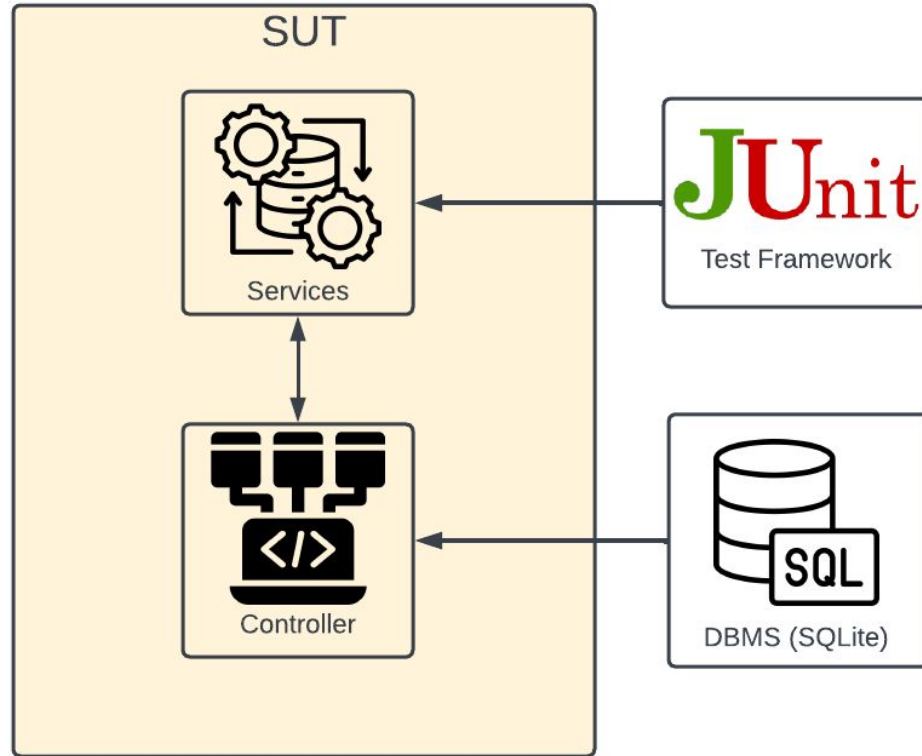 SUT
Services
JUnit
Test Framework
Controller
</>
SQL
DBMS (SQLite)